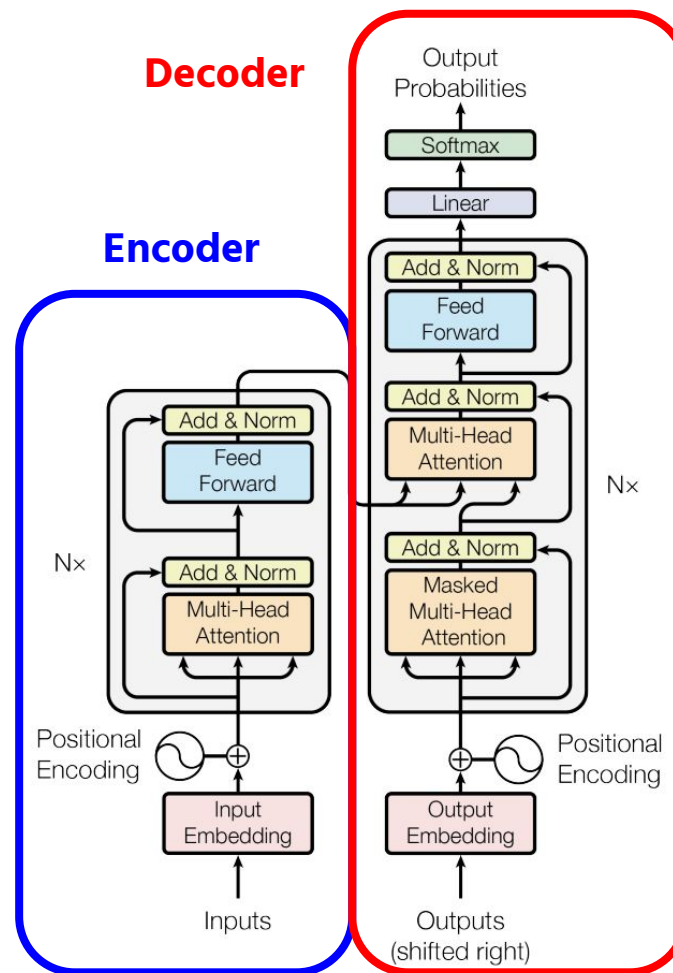 Decoder
Output
Probabilities
Softmax
Linear
Encoder
Add & Norm
Feed
Forward
Add & Norm
Multi-Head
Attention
Nx
Add & Norm
Masked
Multi-Head
Attention
Add & Norm
Feed
Forward
Nx
Add & Norm
Multi-Head
Attention
Positional
Encoding
Positional
Encoding
Input
Embedding
Output
Embedding
Inputs
Outputs
(shifted right)